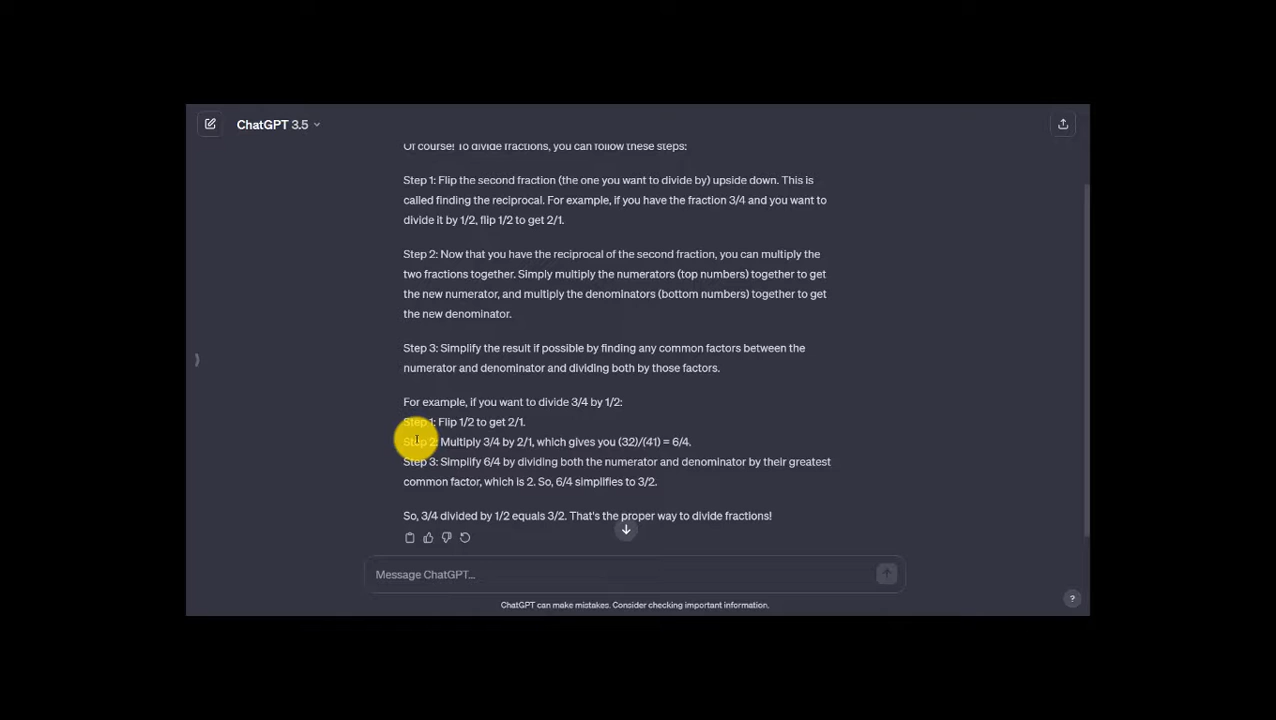 ChatGPT 3.5
Of course! To divide fractions, you can follow these steps:
Step 1: Flip the second fraction (the one you want to divide by) upside down. This is
called finding the reciprocal. For example, if you have the fraction 3/4 and you want to
divide it by 1/2, flip 1/2 to get 2/1.
Step 2: Now that you have the reciprocal of the second fraction, you can multiply the
two fractions together. Simply multiply the numerators (top numbers) together to get
the new numerator, and multiply the denominators (bottom numbers) together to get
the new denominator.
Step 3: Simplify the result if possible by finding any common factors between the
numerator and denominator and dividing both by those factors.
For example, if you want to divide 3/4 by 1/2:
Step 1: Flip 1/2 to get 2/1.
Step 2: Multiply 3/4 by 2/1, which gives you (32)/(41) = 6/4.
Step 3: Simplify 6/4 by dividing both the numerator and denominator by their greatest
common factor, which is 2. So, 6/4 simplifies to 3/2.
So, 3/4 divided by 1/2 equals 3/2. That's the proper way to divide fractions!
Message ChatGPT...
ChatGPT can make mistakes. Consider checking important information.
?